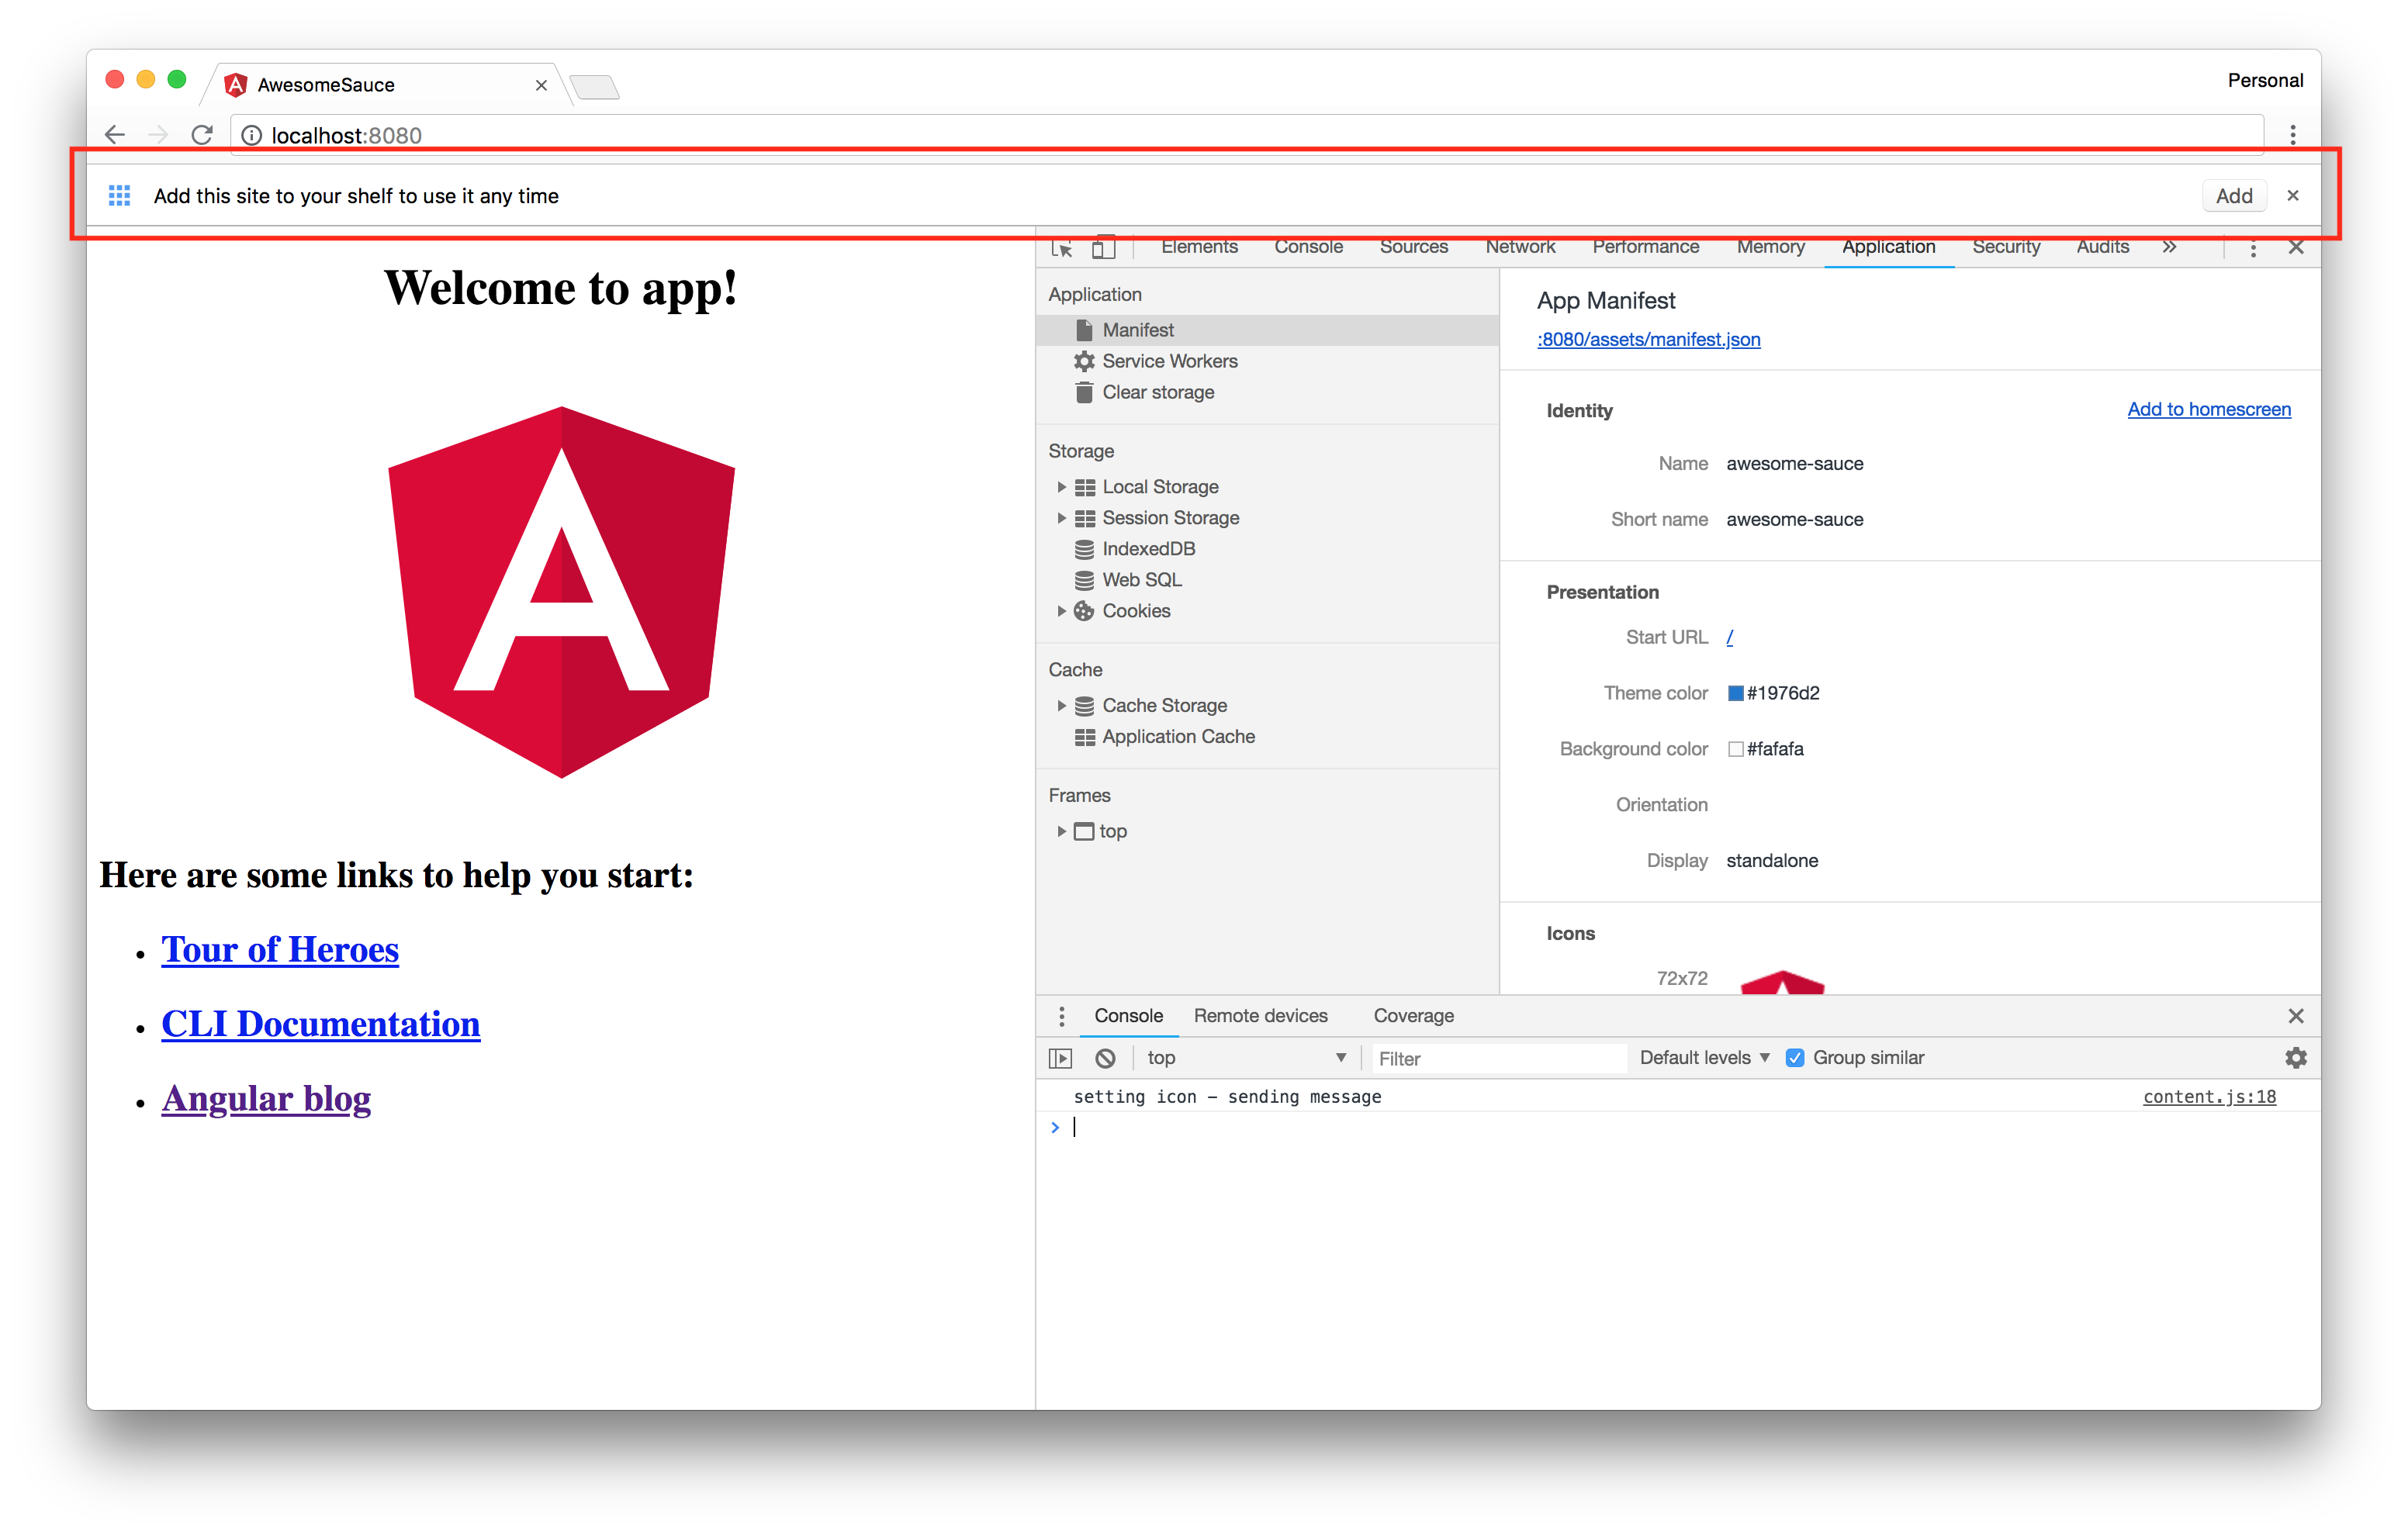 AwesomeSauce
Personal
localhost:8080
Add this site to your shelf to use it any time
Add
Welcome to app!
Here are some links to help you start:
Tour of Heroes
CLI Documentation
Angular blog
Elements Console Sources Network Performance Memory Application Security Audits
Application
Manifest
Service Workers
Clear storage
Storage
Local Storage
Session Storage
IndexedDB
Web SQL
Cookies
Cache
Cache Storage
Application Cache
Frames
top
App Manifest
:8080/assets/manifest.json
Identity Add to homescreen
Name awesome-sauce
Short name awesome-sauce
Presentation
Start URL /
Theme color #1976d2
Background color #fafafa
Orientation
Display standalone
Icons
72x72
Console Remote devices Coverage
top Filter Default levels Group similar
setting icon – sending message content.js:18